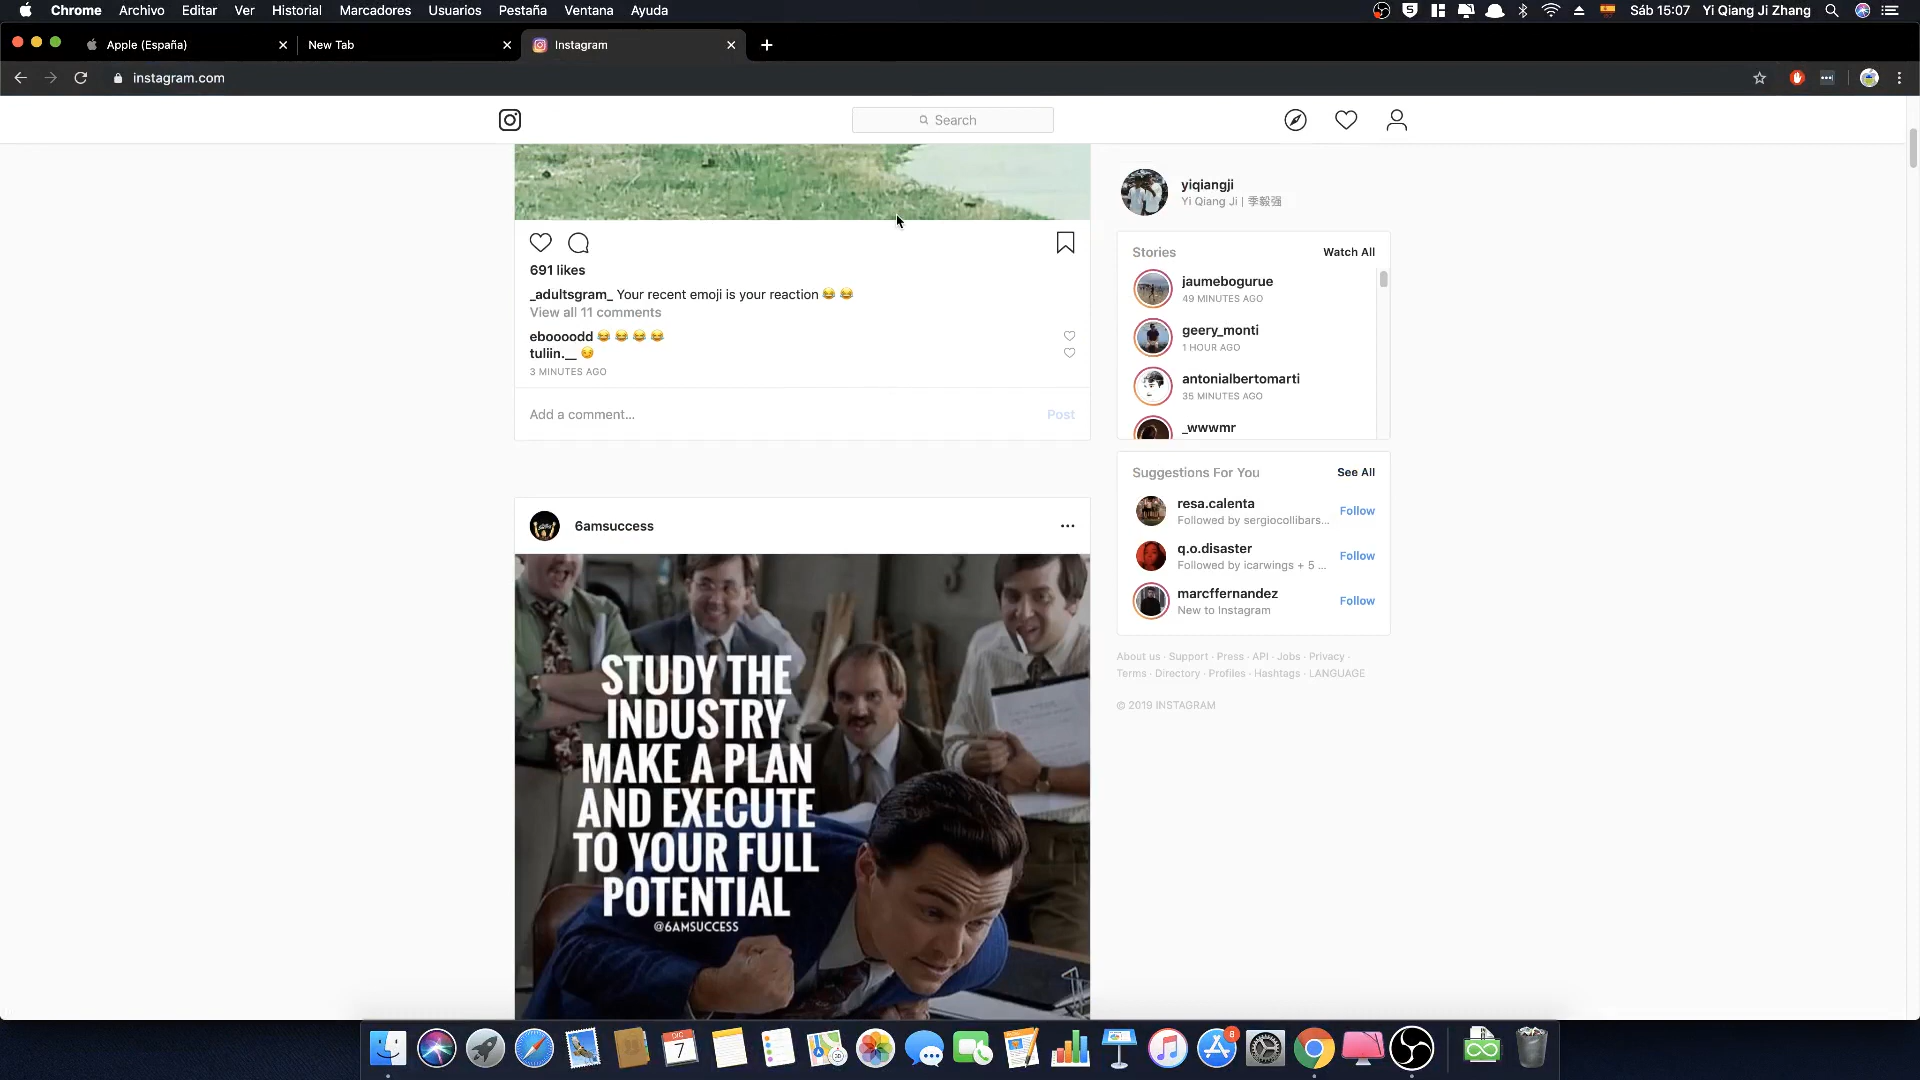 Chrome Archivo Editar Ver Historial Marcadores Usuarios Pestaña Ventana Ayuda
Sáb 15:07 Yi Qiang Ji Zhang
Apple (España)
New Tab
Instagram
instagram.com
Search
691 likes
_adultsgram_ Your recent emoji is your reaction 😂 😂
View all 11 comments
eboooodd 😂 😂 😂 😂
tuliin.__ 😏
3 MINUTES AGO
Add a comment...
Post
6amsuccess
STUDY THE
INDUSTRY
MAKE A PLAN
AND EXECUTE
TO YOUR FULL
POTENTIAL
@6AMSUCCESS
yiqiangji
Yi Qiang Ji | 季毅强
Stories
Watch All
jaumebogurue
49 MINUTES AGO
geery_monti
1 HOUR AGO
antonialbertomarti
35 MINUTES AGO
_wwwmr
Suggestions For You
See All
resa.calenta
Followed by sergiocollibars...
Follow
q.o.disaster
Followed by icarwings + 5 ...
Follow
marcffernandez
New to Instagram
Follow
About us · Support · Press · API · Jobs · Privacy ·
Terms · Directory · Profiles · Hashtags · LANGUAGE
© 2019 INSTAGRAM
DIC
7
8